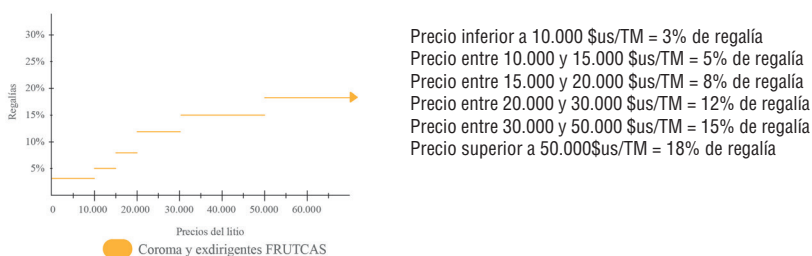 30%
25%
20%
15%
10%
5%
Regalías
0 10.000 20.000 30.000 40.000 50.000 60.000
Precios del litio
Coroma y exdirigentes FRUTCAS
Precio inferior a 10.000 $us/TM = 3% de regalía
Precio entre 10.000 y 15.000 $us/TM = 5% de regalía
Precio entre 15.000 y 20.000 $us/TM = 8% de regalía
Precio entre 20.000 y 30.000 $us/TM = 12% de regalía
Precio entre 30.000 y 50.000 $us/TM = 15% de regalía
Precio superior a 50.000$us/TM = 18% de regalía